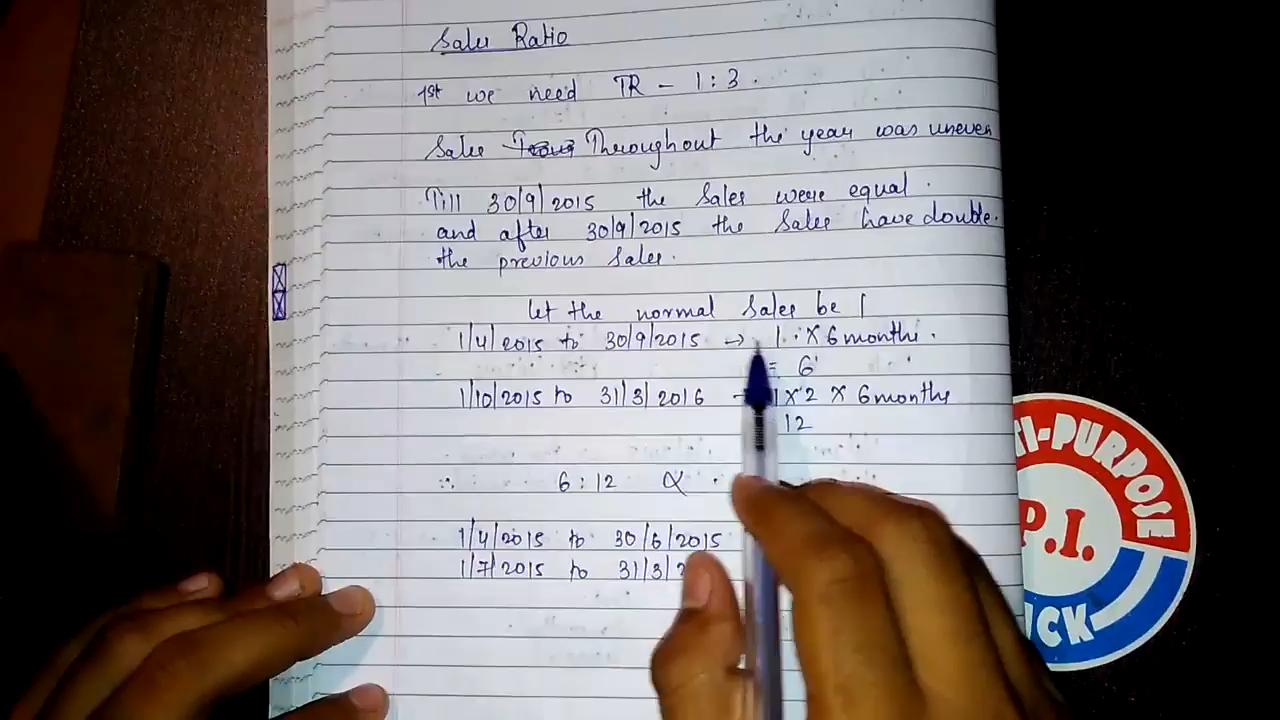 Sales Ratio
1st we need TR - 1:3.
Sales Throughout the year was uneven
Till 30/9/2015 the Sales were equal.
and after 30/9/2015 the Sales have double.
the previous Sales.
let the normal Sales be 1
1/4/2015 to 30/9/2015 → 1 × 6 months.
= 6
1/10/2015 to 31/3/2016 1 × 2 × 6 months
12
∴ 6 : 12
1/4/2015 to 30/6/2015
1/7/2015 to 31/3/2
TI-PURPOSE
P.I.
ICK